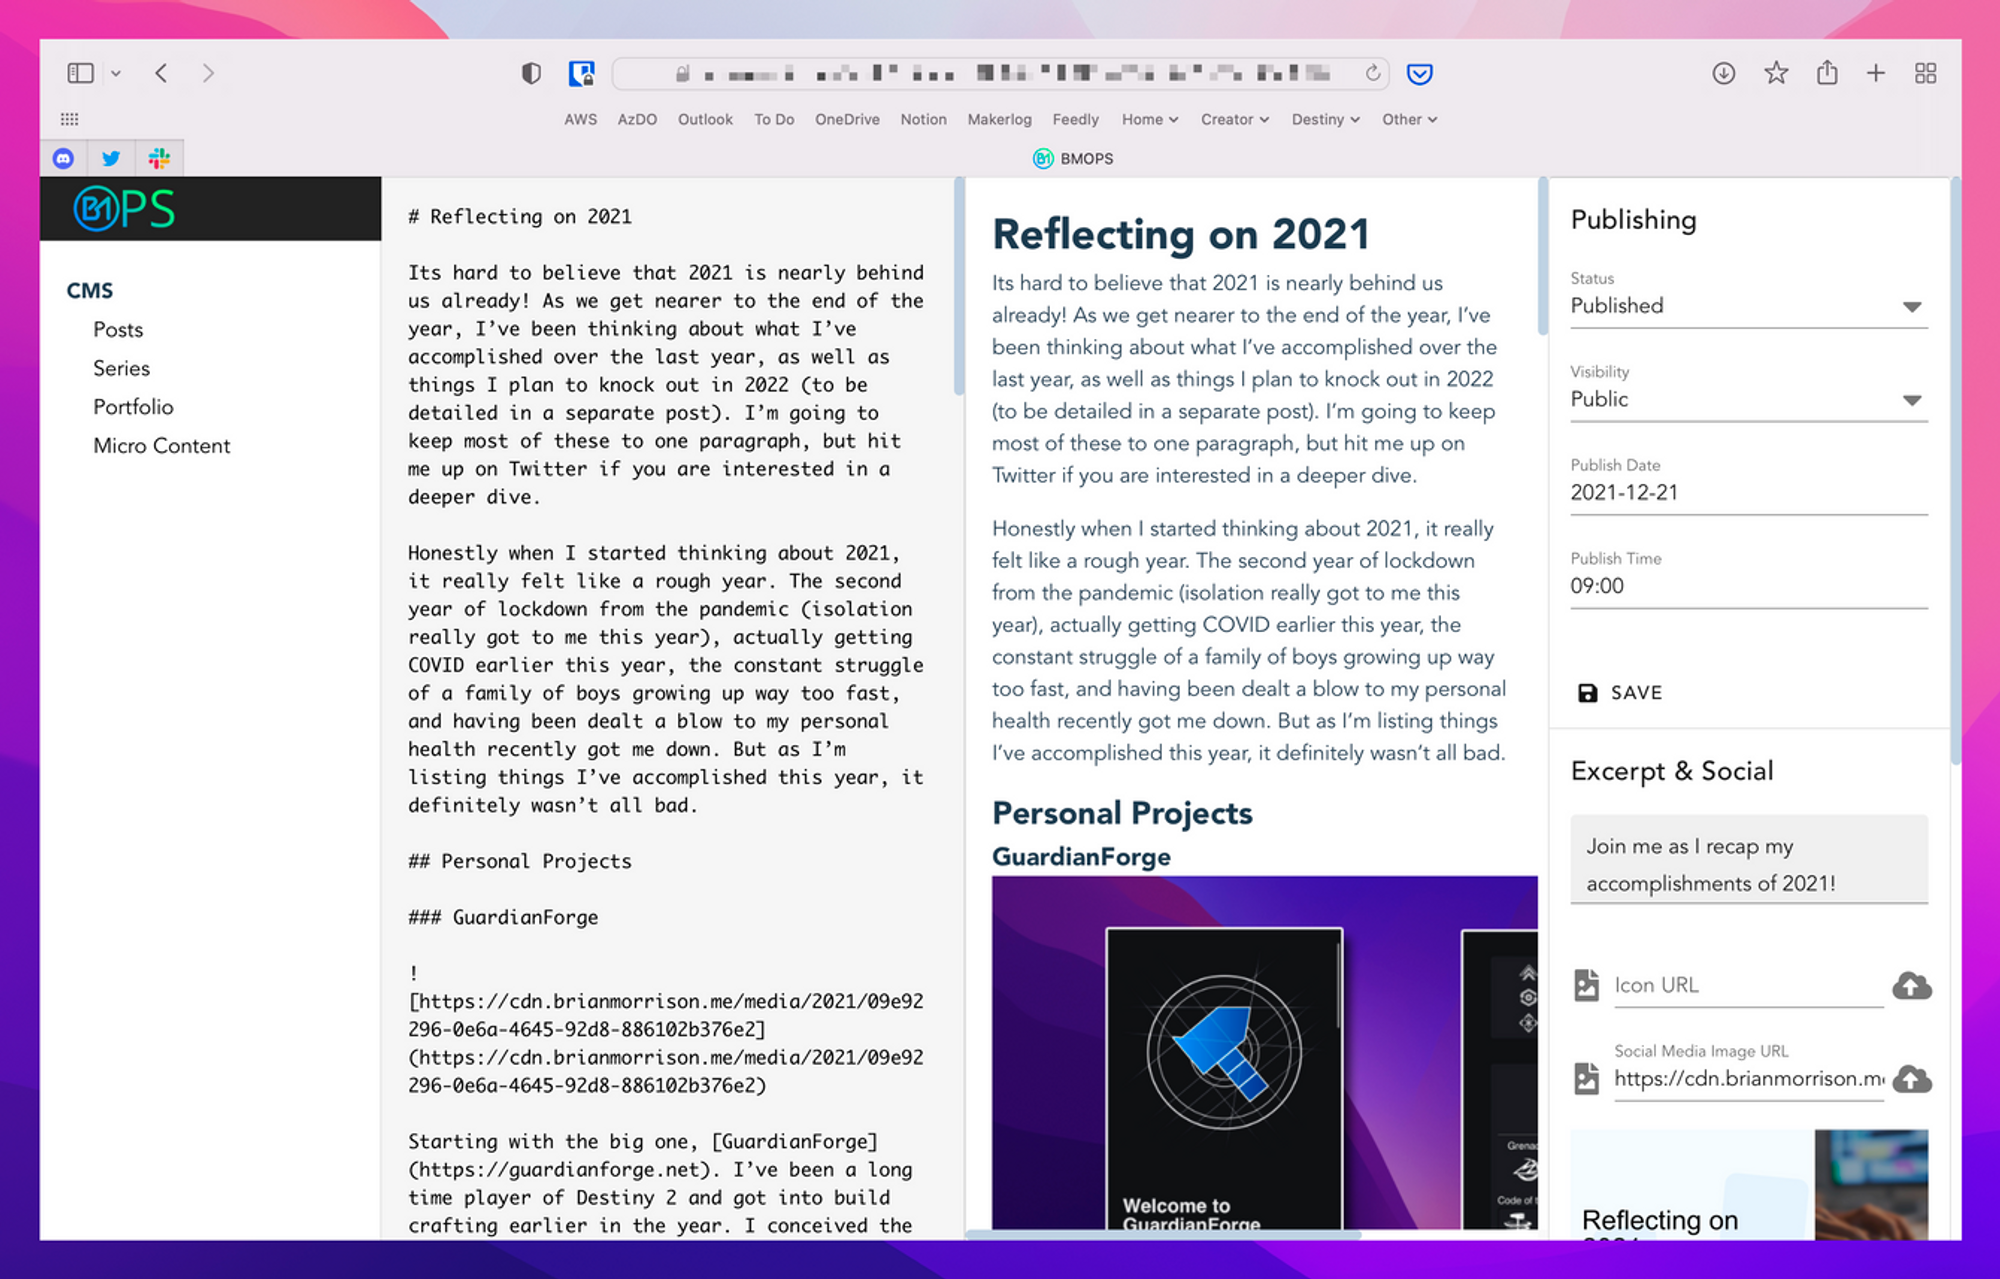 AWS AzDO Outlook To Do OneDrive Notion Makerlog Feedly Home Creator Destiny Other
BMOPS
PS
CMS
Posts
Series
Portfolio
Micro Content
# Reflecting on 2021
Its hard to believe that 2021 is nearly behind
us already! As we get nearer to the end of the
year, I’ve been thinking about what I’ve
accomplished over the last year, as well as
things I plan to knock out in 2022 (to be
detailed in a separate post). I’m going to
keep most of these to one paragraph, but hit
me up on Twitter if you are interested in a
deeper dive.
Honestly when I started thinking about 2021,
it really felt like a rough year. The second
year of lockdown from the pandemic (isolation
really got to me this year), actually getting
COVID earlier this year, the constant struggle
of a family of boys growing up way too fast,
and having been dealt a blow to my personal
health recently got me down. But as I’m
listing things I’ve accomplished this year, it
definitely wasn’t all bad.
## Personal Projects
### GuardianForge
!
[https://cdn.brianmorrison.me/media/2021/09e92
296-0e6a-4645-92d8-886102b376e2]
(https://cdn.brianmorrison.me/media/2021/09e92
296-0e6a-4645-92d8-886102b376e2)
Starting with the big one, [GuardianForge]
(https://guardianforge.net). I’ve been a long
time player of Destiny 2 and got into build
crafting earlier in the year. I conceived the
Reflecting on 2021
Its hard to believe that 2021 is nearly behind us
already! As we get nearer to the end of the year, I’ve
been thinking about what I’ve accomplished over the
last year, as well as things I plan to knock out in 2022
(to be detailed in a separate post). I’m going to keep
most of these to one paragraph, but hit me up on
Twitter if you are interested in a deeper dive.
Honestly when I started thinking about 2021, it really
felt like a rough year. The second year of lockdown
from the pandemic (isolation really got to me this
year), actually getting COVID earlier this year, the
constant struggle of a family of boys growing up way
too fast, and having been dealt a blow to my personal
health recently got me down. But as I’m listing things
I’ve accomplished this year, it definitely wasn’t all bad.
Personal Projects
GuardianForge
Welcome to
GuardianForge
Grenad
Code of t
Publishing
Status
Published
Visibility
Public
Publish Date
2021-12-21
Publish Time
09:00
SAVE
Excerpt & Social
Join me as I recap my
accomplishments of 2021!
Icon URL
Social Media Image URL
https://cdn.brianmorrison.me
Reflecting on
2021